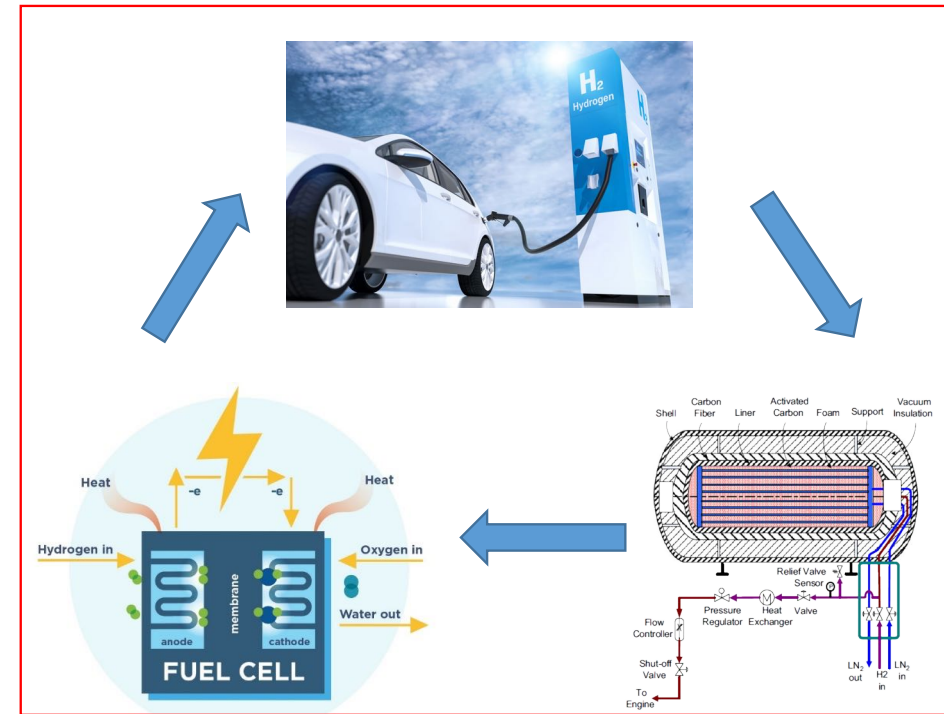 H2
Hydrogen
H2
Carbon
Fiber
Activated
Carbon
Vacuum
Insulation
Shell
Liner
Foam
Support
Relief Valve
Sensor
P
Pressure
Regulator
M
Heat
Exchanger
Valve
Flow
Controller
Shut-off
Valve
To
Engine
LN2
out
H2
in
LN2
in
Heat
-e
-e
Heat
Hydrogen in
Oxygen in
Water out
membrane
anode
cathode
FUEL CELL